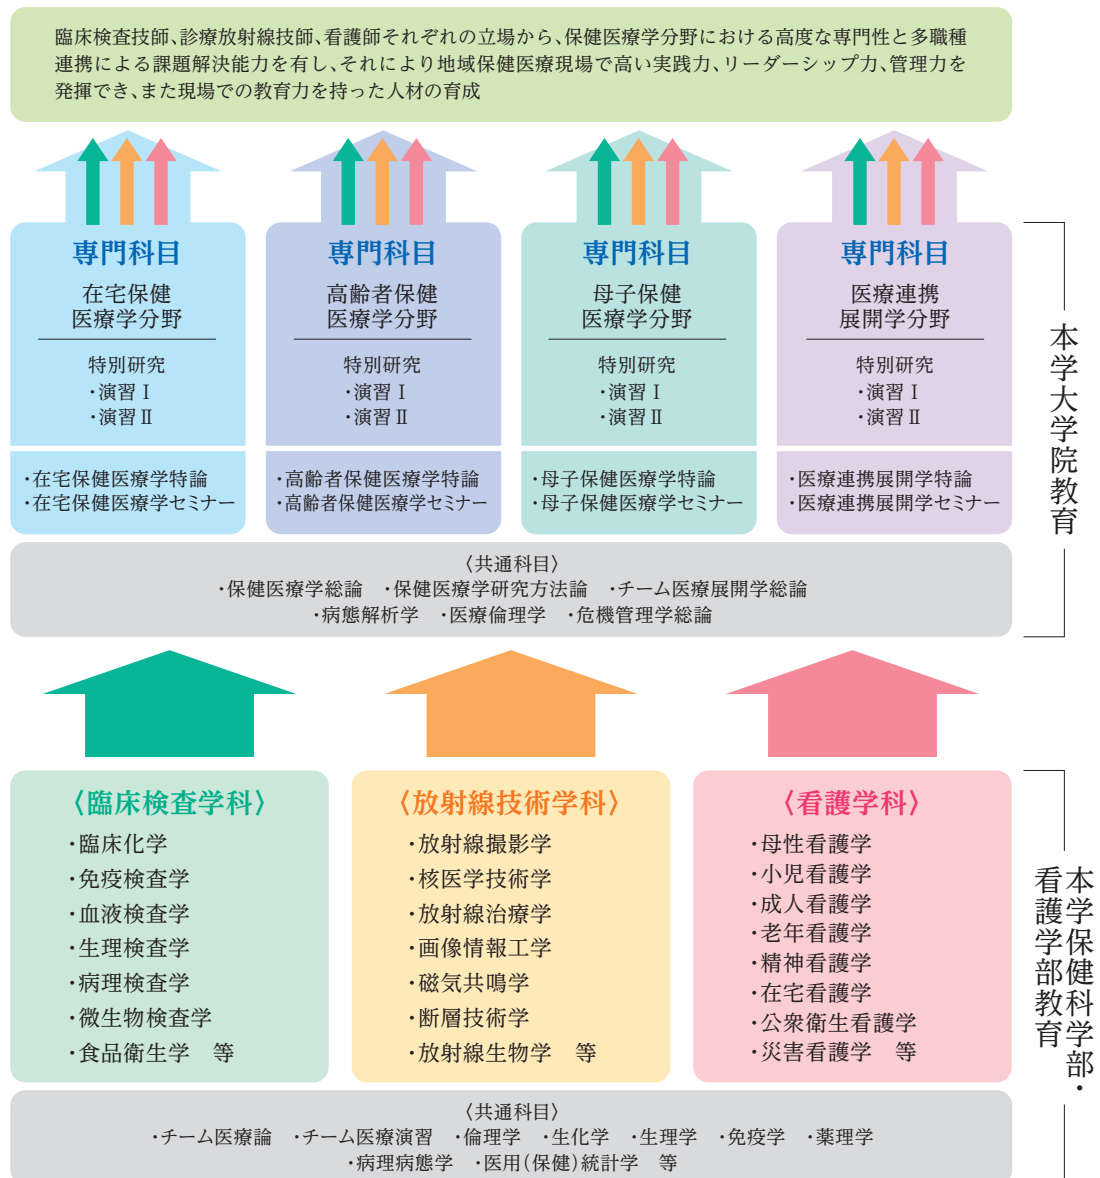 臨床検査技師、診療放射線技師、看護師それぞれの立場から、保健医療学分野における高度な専門性と多職種
連携による課題解決能力を有し、それにより地域保健医療現場で高い実践力、リーダーシップ力、管理力を
発揮でき、また現場での教育力を持った人材の育成
専門科目
在宅保健
医療学分野
特別研究
・演習Ⅰ
・演習Ⅱ
・在宅保健医療学特論
・在宅保健医療学セミナー
専門科目
高齢者保健
医療学分野
特別研究
・演習Ⅰ
・演習Ⅱ
・高齢者保健医療学特論
・高齢者保健医療学セミナー
専門科目
母子保健
医療学分野
特別研究
・演習Ⅰ
・演習Ⅱ
・母子保健医療学特論
・母子保健医療学セミナー
専門科目
医療連携
展開学分野
特別研究
・演習Ⅰ
・演習Ⅱ
・医療連携展開学特論
・医療連携展開学セミナー
〈共通科目〉
・保健医療学総論　・保健医療学研究方法論　・チーム医療展開学総論
・病態解析学　・医療倫理学　・危機管理学総論
本学大学院教育
〈臨床検査学科〉
・臨床化学
・免疫検査学
・血液検査学
・生理検査学
・病理検査学
・微生物検査学
・食品衛生学　等
〈放射線技術学科〉
・放射線撮影学
・核医学技術学
・放射線治療学
・画像情報工学
・磁気共鳴学
・断層技術学
・放射線生物学　等
〈看護学科〉
・母性看護学
・小児看護学
・成人看護学
・老年看護学
・精神看護学
・在宅看護学
・公衆衛生看護学
・災害看護学　等
〈共通科目〉
・チーム医療論　・チーム医療演習　・倫理学　・生化学　・生理学　・免疫学　・薬理学
・病理病態学　・医用(保健)統計学　等
本学保健科学部・
看護学部教育